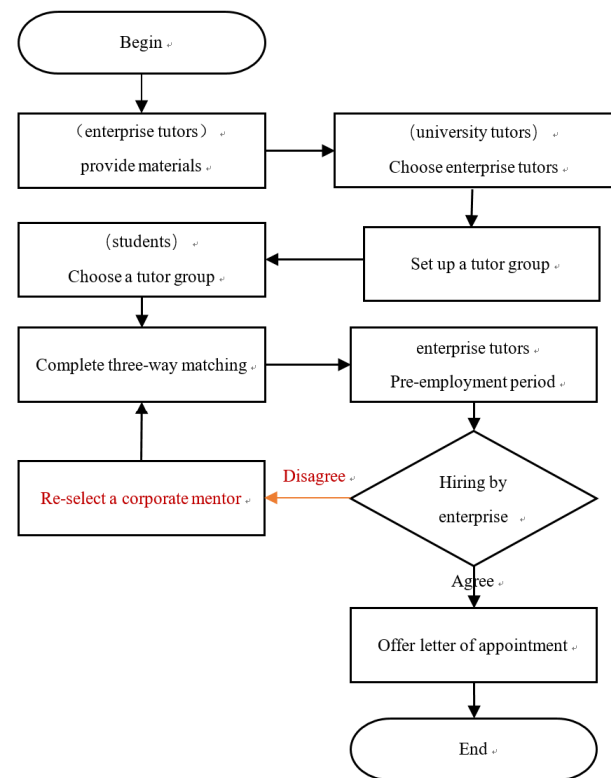 Begin
（enterprise tutors）
provide materials
(university tutors）
Choose enterprise tutors
Set up a tutor group
(students）
Choose a tutor group
Complete three-way matching
enterprise tutors
Pre-employment period
Hiring by
enterprise
Disagree
Re-select a corporate mentor
Agree
Offer letter of appointment
End